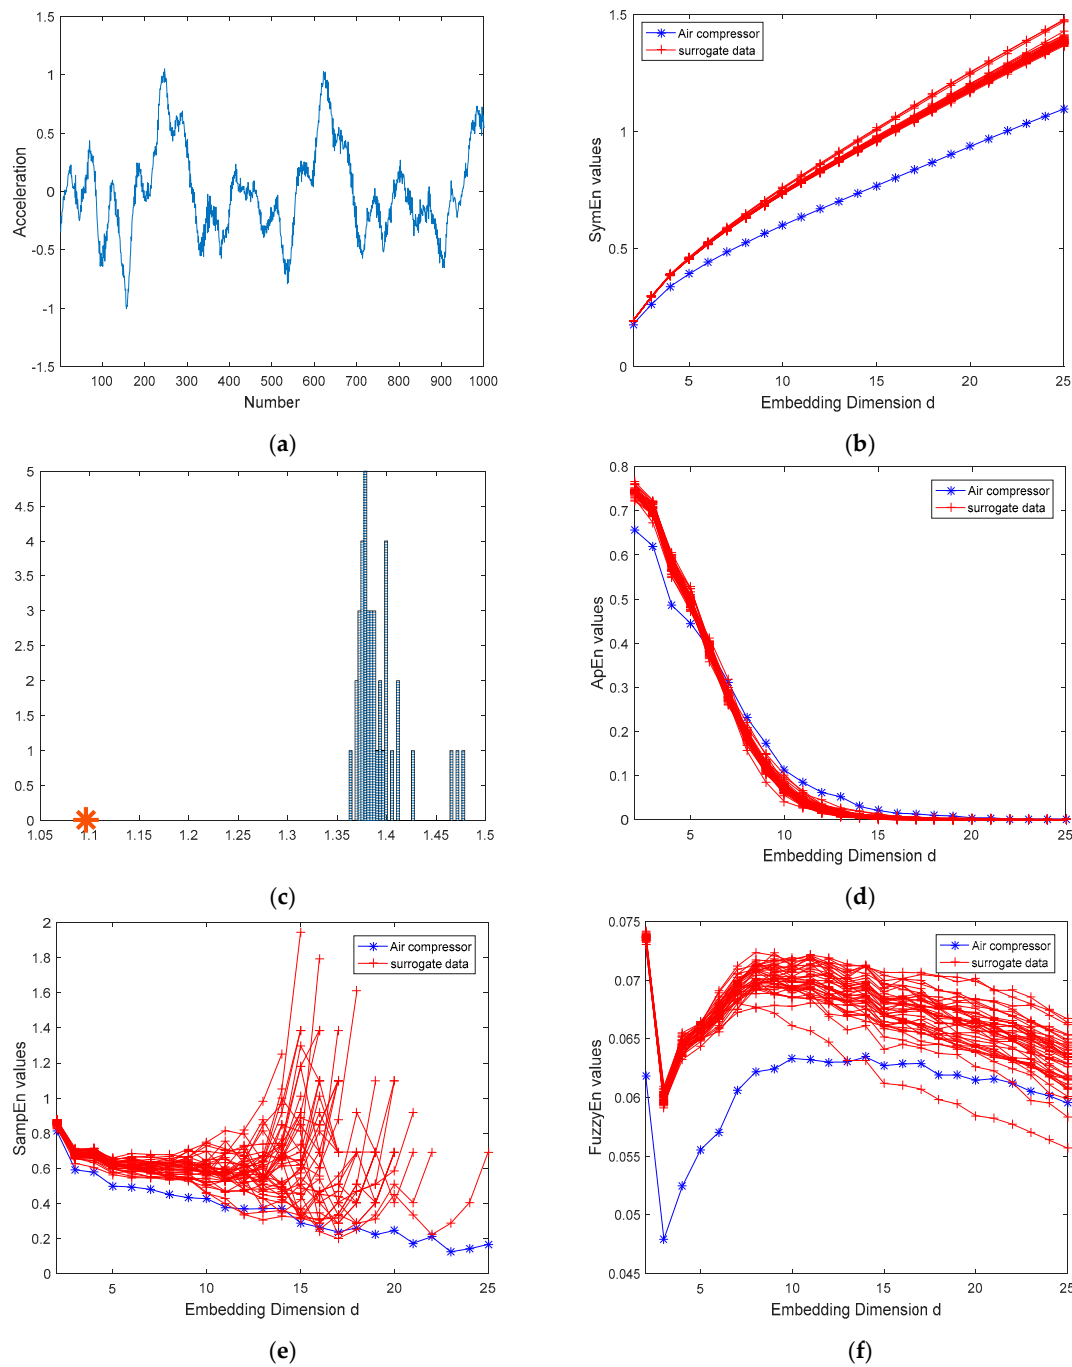 1.5
1
0.5
0
-0.5
-1
-1.5
Acceleration
100 200 300 400 500 600 700 800 900 1000
Number
(a)
1.5
1
0.5
0
SymEn values
Air compressor
surrogate data
5 10 15 20 25
Embedding Dimension d
(b)
5
4.5
4
3.5
3
2.5
2
1.5
1
0.5
0
1.05 1.1 1.15 1.2 1.25 1.3 1.35 1.4 1.45 1.5
(c)
0.8
0.7
0.6
0.5
0.4
0.3
0.2
0.1
0
ApEn values
Air compressor
surrogate data
5 10 15 20 25
Embedding Dimension d
(d)
2
1.8
1.6
1.4
1.2
1
0.8
0.6
0.4
0.2
0
SampEn values
Air compressor
surrogate data
5 10 15 20 25
Embedding Dimension d
(e)
0.075
0.07
0.065
0.06
0.055
0.05
0.045
FuzzyEn values
Air compressor
surrogate data
5 10 15 20 25
Embedding Dimension d
(f)